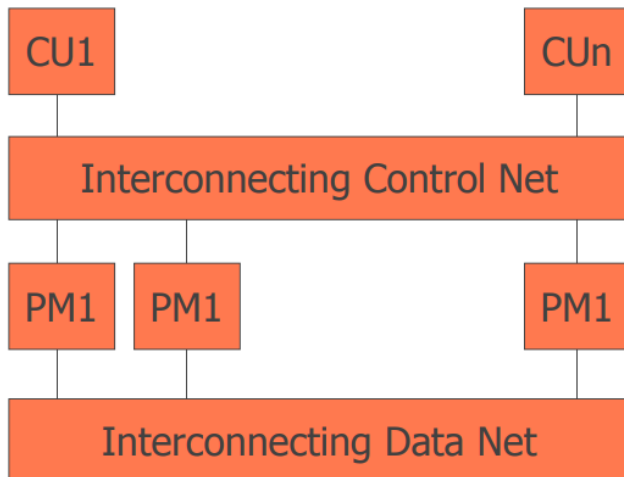 CU1
CUn
Interconnecting Control Net
PM1
PM1
PM1
Interconnecting Data Net